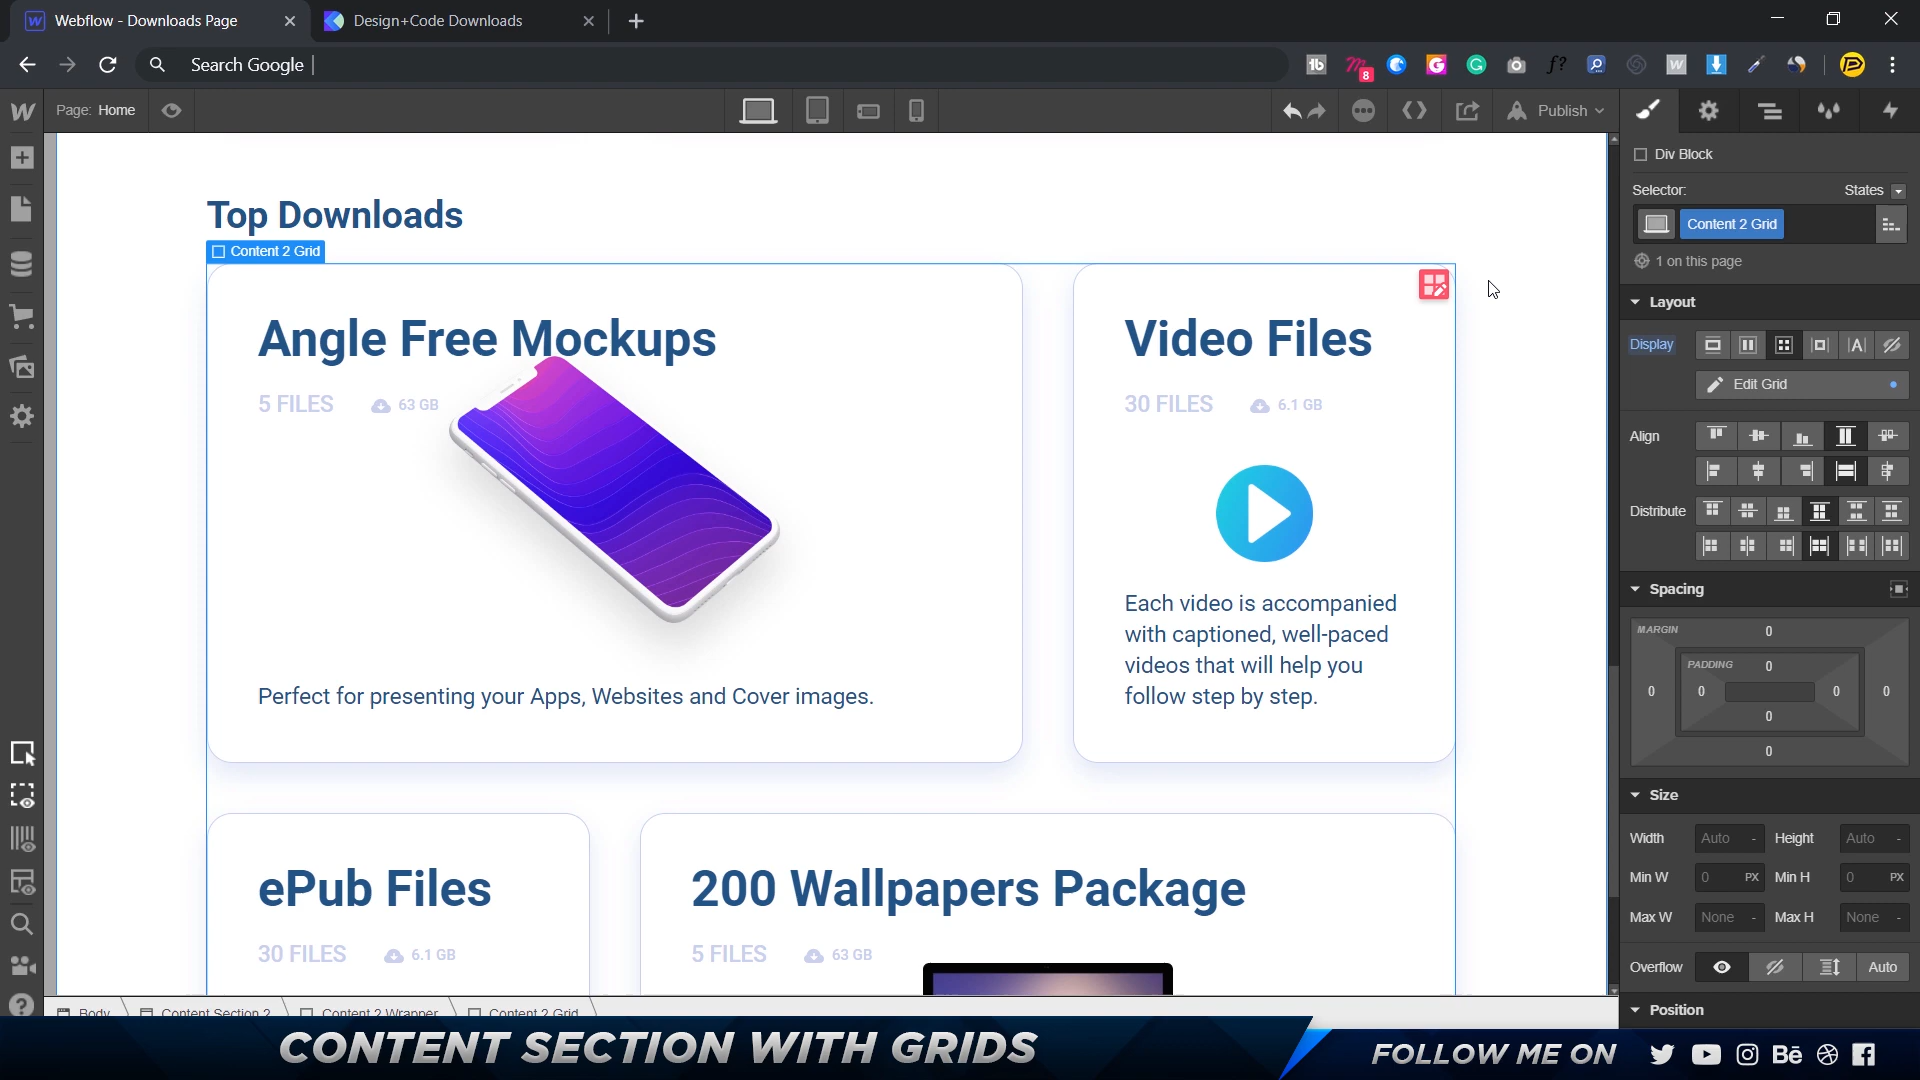 Webflow - Downloads Page
Design+Code Downloads
Search Google
8
Page: Home
Publish
Div Block
Selector:
States
Content 2 Grid
1 on this page
Layout
Display
Edit Grid
Align
Distribute
Spacing
MARGIN
0
PADDING
0
0
0
0
0
0
0
Size
Width
Auto
-
Height
Auto
-
Min W
0
PX
Min H
0
PX
Max W
None
-
Max H
None
-
Overflow
Auto
Position
Top Downloads
Content 2 Grid
Angle Free Mockups
5 FILES
63 GB
Perfect for presenting your Apps, Websites and Cover images.
Video Files
30 FILES
6.1 GB
Each video is accompanied
with captioned, well-paced
videos that will help you
follow step by step.
ePub Files
30 FILES
6.1 GB
200 Wallpapers Package
5 FILES
63 GB
Body
Content Section 2
Content 2 Wrapper
Content 2 Grid
CONTENT SECTION WITH GRIDS
FOLLOW ME ON
Bē